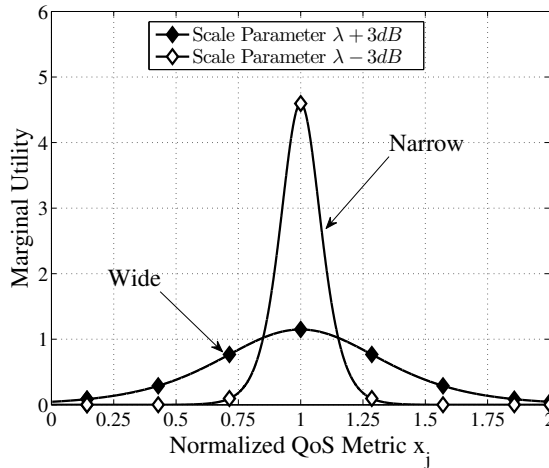 6
5
4
3
2
1
0
Marginal Utility
Scale Parameter λ + 3dB
Scale Parameter λ − 3dB
Narrow
Wide
0 0.25 0.5 0.75 1 1.25 1.5 1.75 2
Normalized QoS Metric x_j